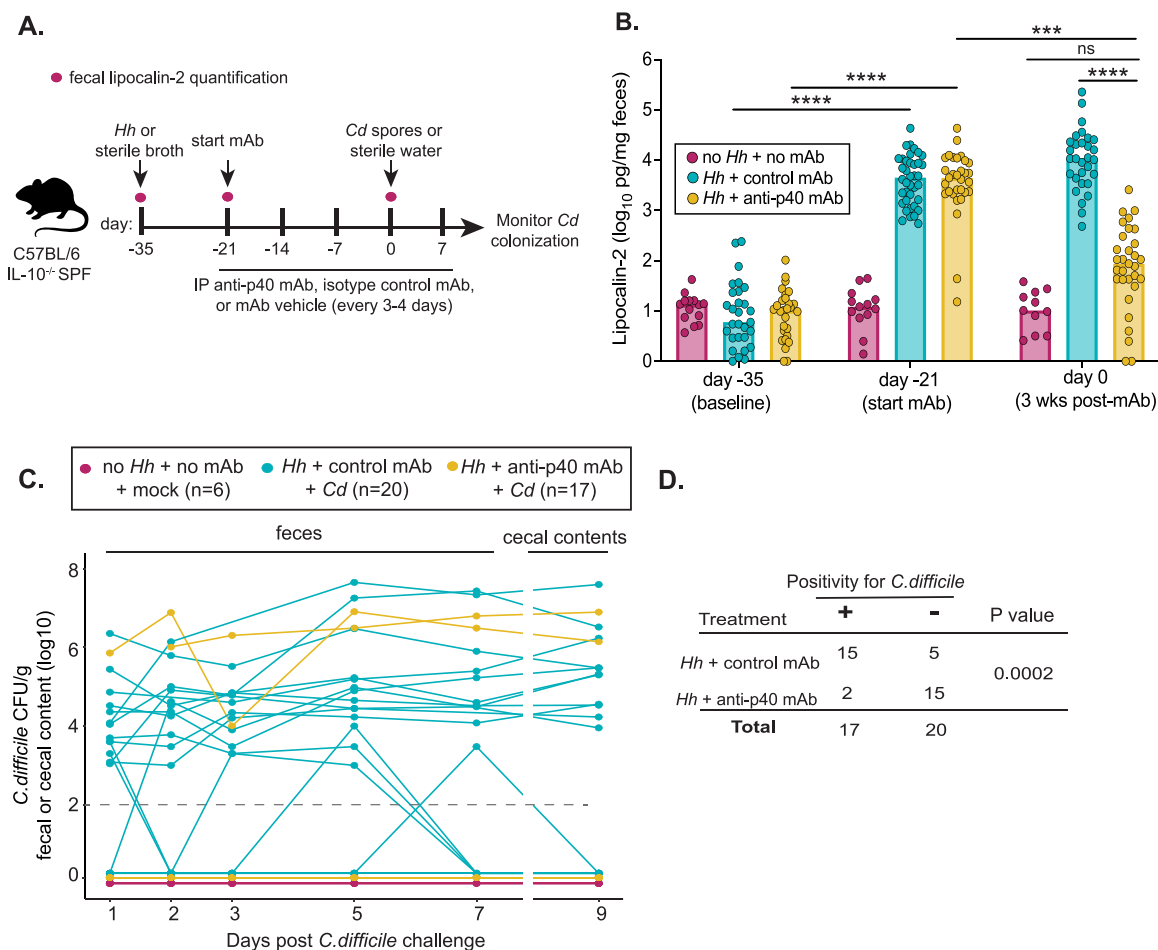 A.
fecal lipocalin-2 quantification
Hh or
sterile broth
start mAb
Cd spores or
sterile water
day:
-35
-21
-14
-7
0
7
Monitor Cd
colonization
C57BL/6
IL-10-/- SPF
IP anti-p40 mAb, isotype control mAb,
or mAb vehicle (every 3-4 days)
B.
***
ns
****
****
****
Lipocalin-2 (log10 pg/mg feces)
6
5
4
3
2
1
0
no Hh + no mAb
Hh + control mAb
Hh + anti-p40 mAb
day -35
(baseline)
day -21
(start mAb)
day 0
(3 wks post-mAb)
C.
no Hh + no mAb
+ mock (n=6)
Hh + control mAb
+ Cd (n=20)
Hh + anti-p40 mAb
+ Cd (n=17)
feces
cecal contents
C.difficile CFU/g
fecal or cecal content (log10)
8
6
4
2
0
1
2
3
5
7
9
Days post C.difficile challenge
D.
Positivity for C.difficile
Treatment + - P value
Hh + control mAb 15 5
0.0002
Hh + anti-p40 mAb 2 15
Total 17 20